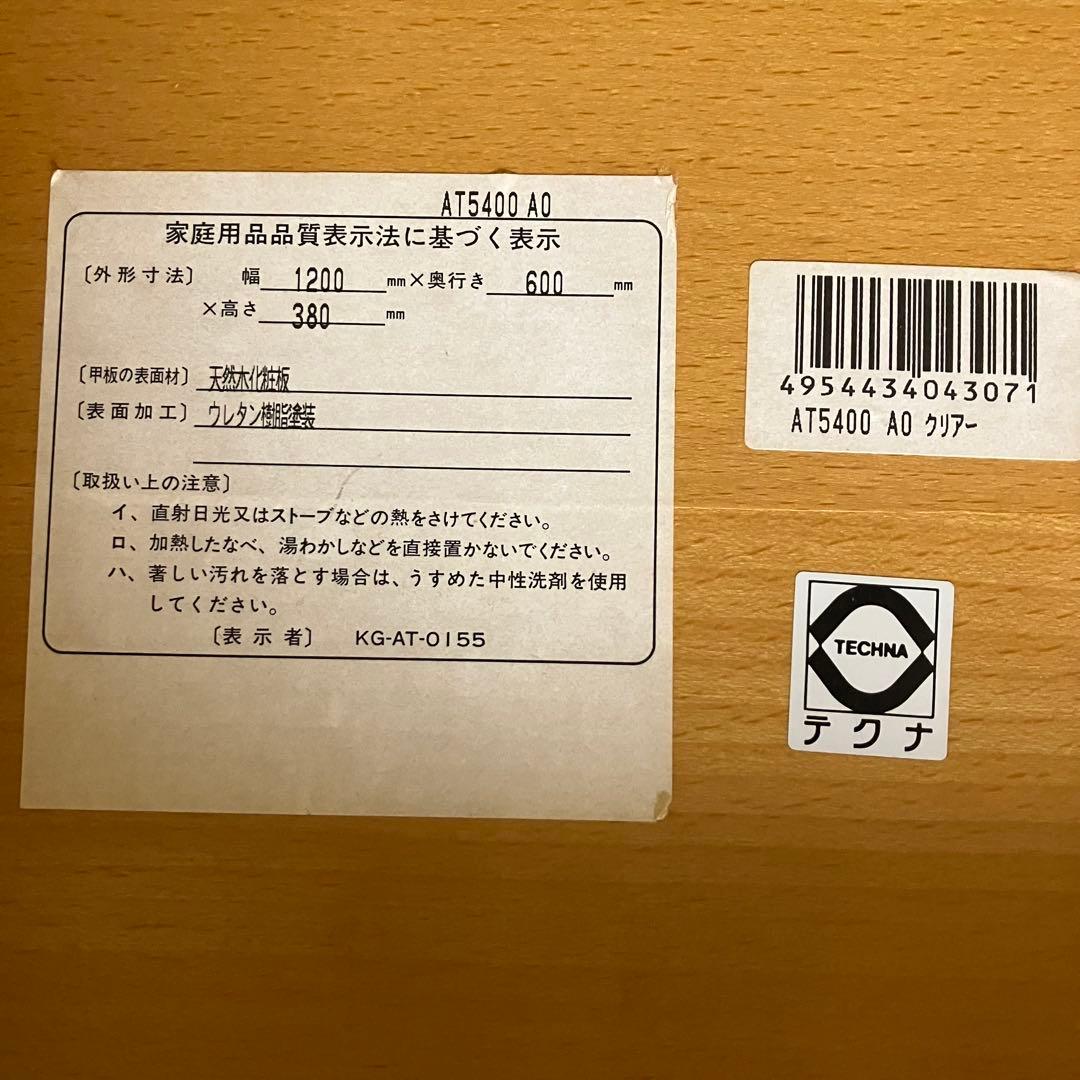 AT5400 A0
家庭用品品質表示法に基づく表示
〔外形寸法〕 幅 1200 mm×奥行き 600 mm
×高さ 380 mm
〔甲板の表面材〕 天然木化粧板
〔表面加工〕 ウレタン樹脂塗装
〔取扱い上の注意〕
イ、直射日光又はストーブなどの熱をさけてください。
ロ、加熱したなべ、湯わかしなどを直接置かないでください。
ハ、著しい汚れを落とす場合は、うすめた中性洗剤を使用
してください。
〔表示者〕 KG-AT-0155
4954434043071
AT5400 A0 クリアー
TECHNA
テクナ